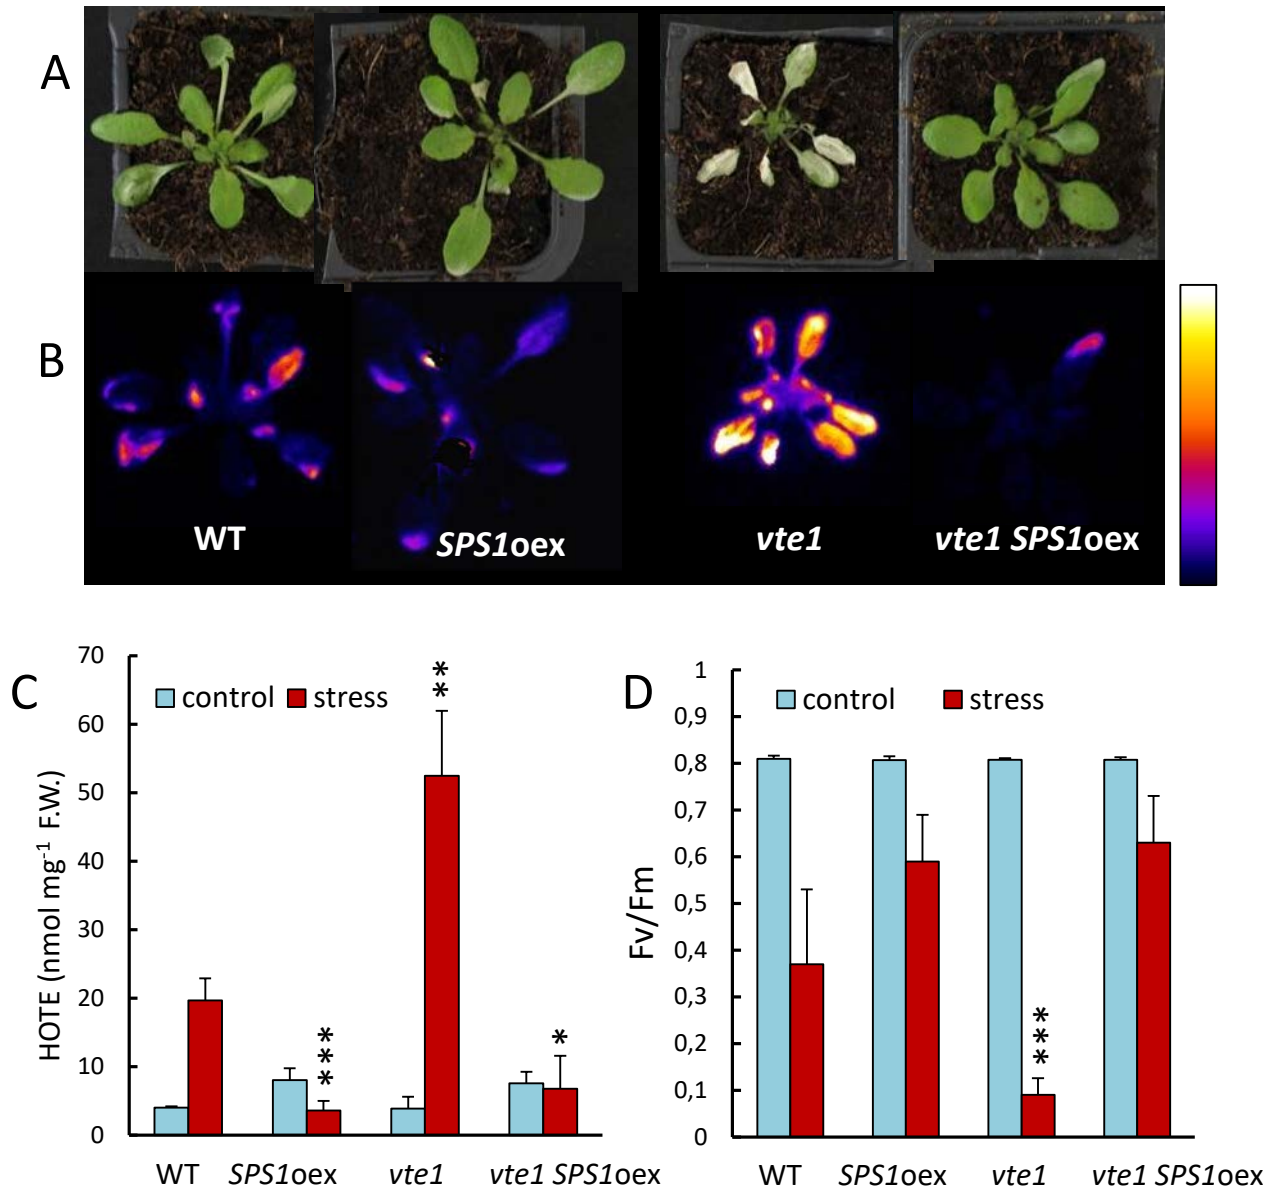 A
B
WT
SPS1oex
vte1
vte1 SPS1oex
C
70
60
50
40
30
20
10
0
HOTE (nmol mg⁻¹ F.W.)
control
stress
***
**
*
WT
SPS1oex
vte1
vte1 SPS1oex
D
1
0,9
0,8
0,7
0,6
0,5
0,4
0,3
0,2
0,1
0
Fv/Fm
control
stress
***
WT
SPS1oex
vte1
vte1 SPS1oex